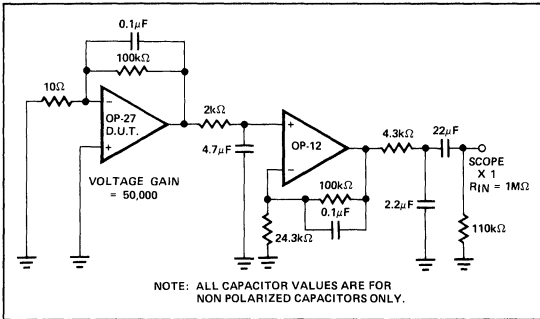 0.1µF
100kΩ
10Ω
−
OP-27
D.U.T.
+
VOLTAGE GAIN
= 50,000
2kΩ
4.7µF
+
OP-12
−
100kΩ
0.1µF
24.3kΩ
4.3kΩ
22µF
SCOPE
X 1
RIN = 1MΩ
2.2µF
110kΩ
NOTE: ALL CAPACITOR VALUES ARE FOR
NON POLARIZED CAPACITORS ONLY.